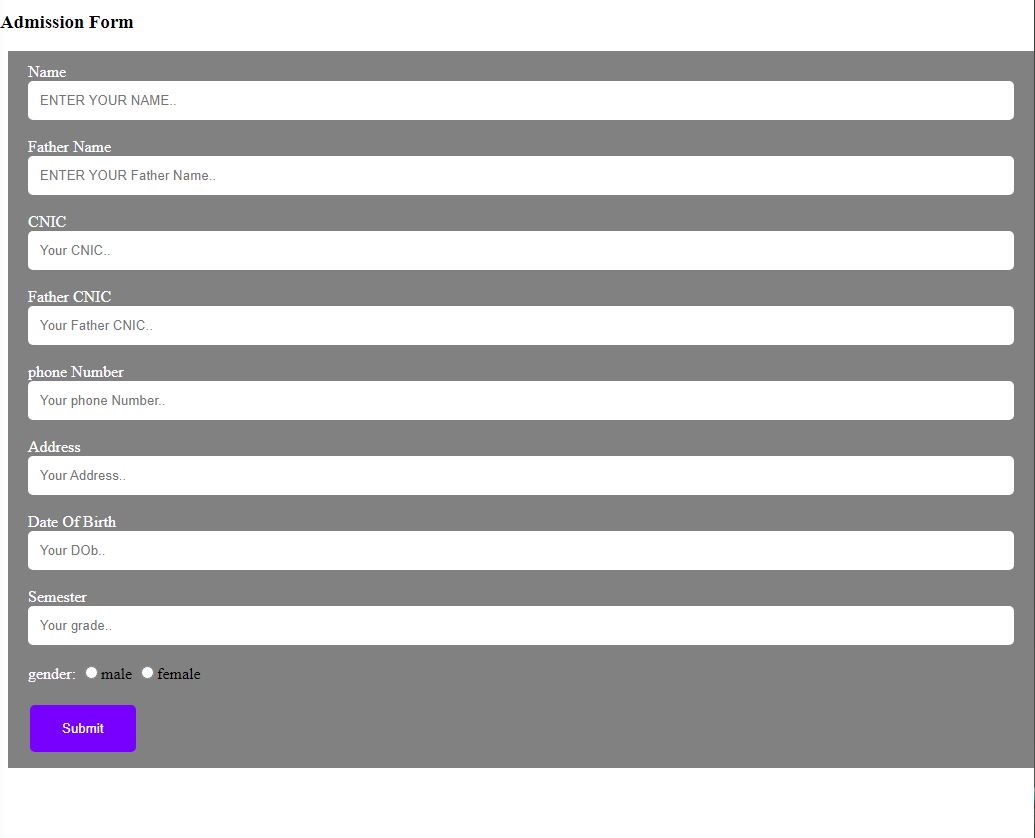 Admission Form
Name
ENTER YOUR NAME..
Father Name
ENTER YOUR Father Name..
CNIC
Your CNIC..
Father CNIC
Your Father CNIC..
phone Number
Your phone Number..
Address
Your Address..
Date Of Birth
Your DOb..
Semester
Your grade..
gender: male female
Submit